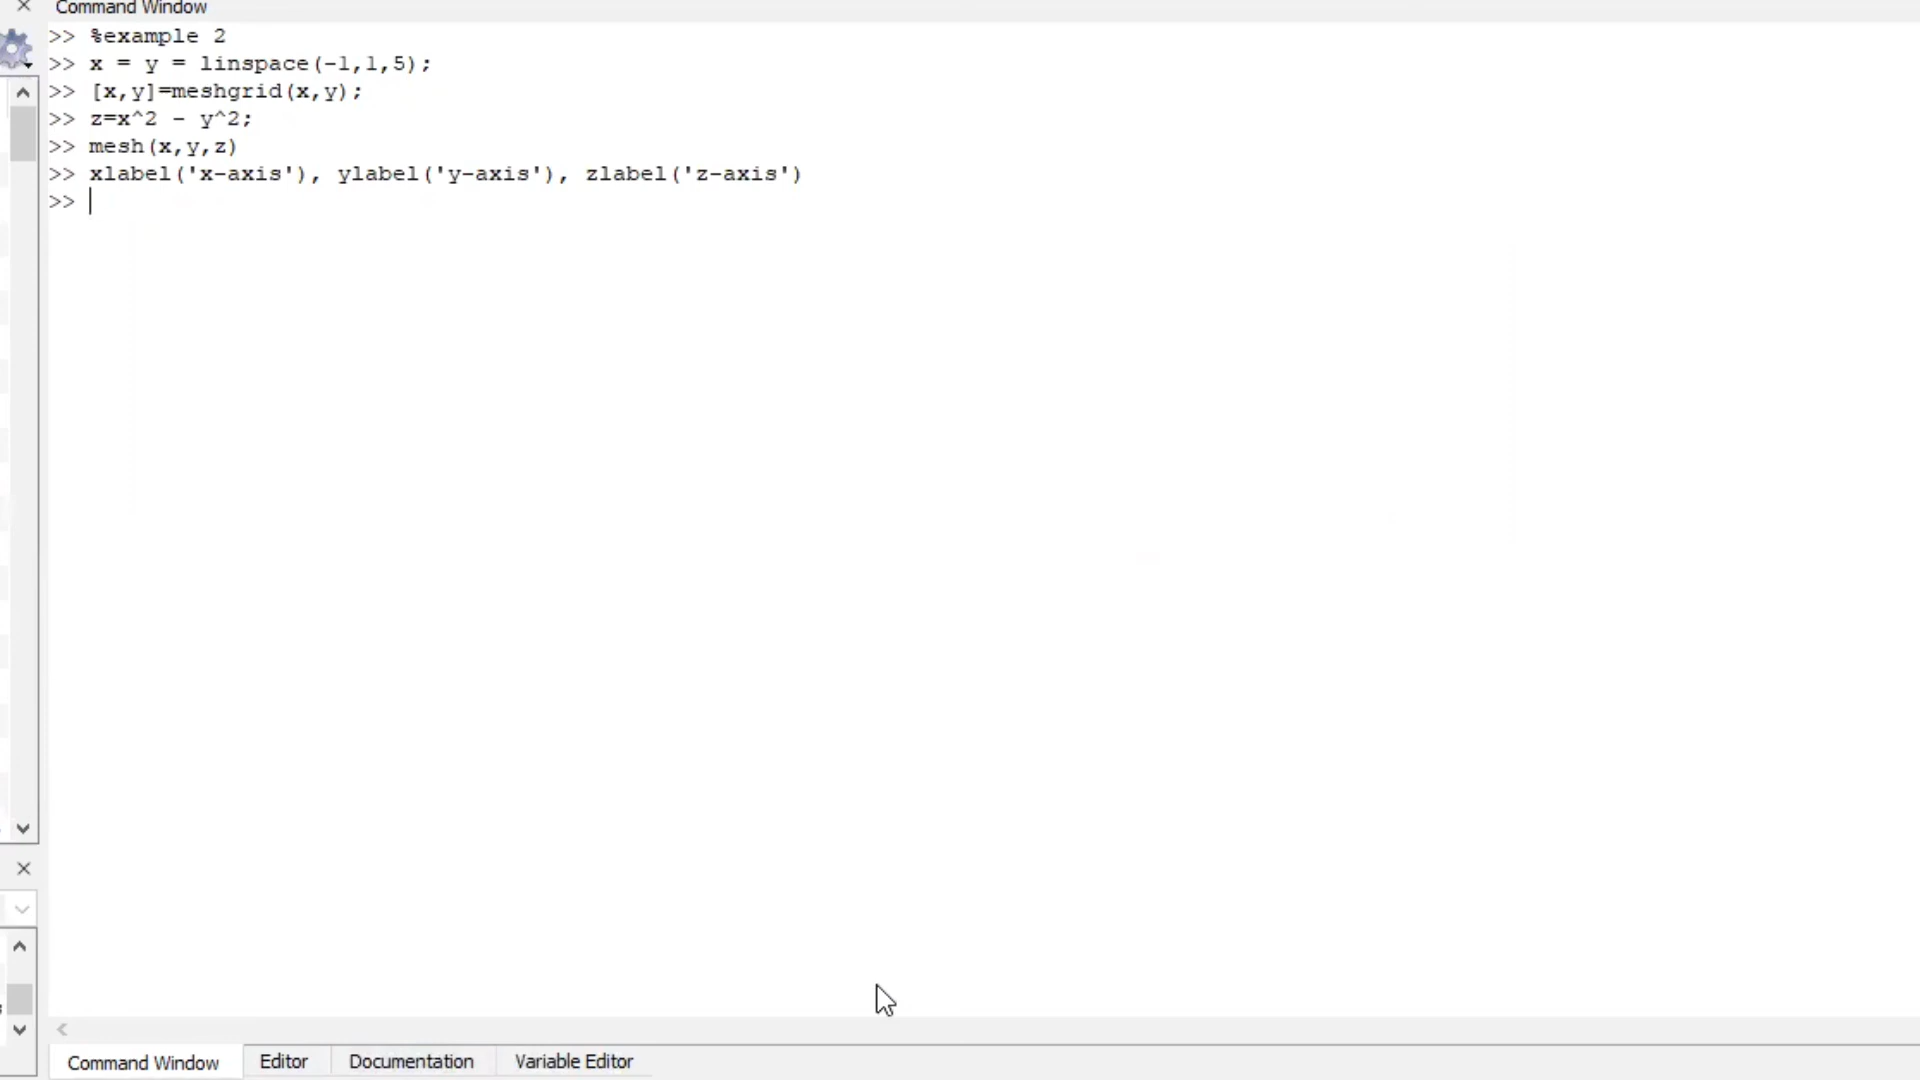 Command Window
>> %example 2
>> x = y = linspace(-1,1,5);
>> [x,y]=meshgrid(x,y);
>> z=x^2 - y^2;
>> mesh(x,y,z)
>> xlabel('x-axis'), ylabel('y-axis'), zlabel('z-axis')
>>
Command Window Editor Documentation Variable Editor